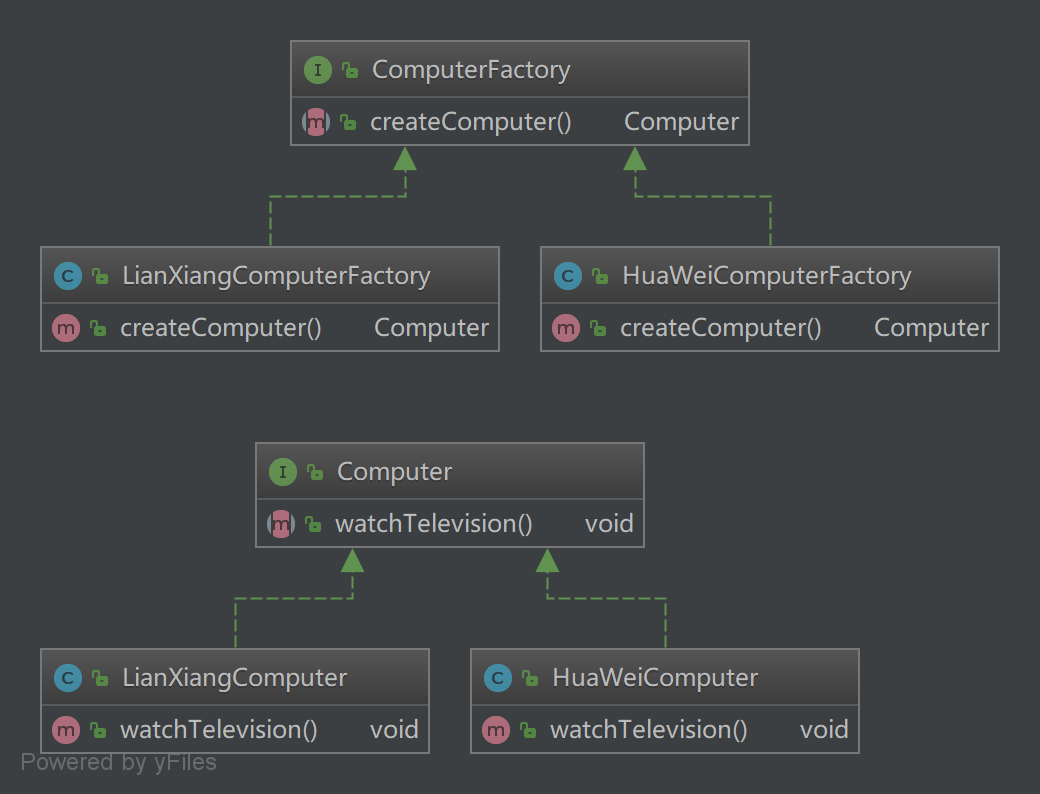 I ComputerFactory
m createComputer() Computer
C LianXiangComputerFactory
m createComputer() Computer
C HuaWeiComputerFactory
m createComputer() Computer
I Computer
m watchTelevision() void
C LianXiangComputer
m watchTelevision() void
C HuaWeiComputer
m watchTelevision() void
Powered by yFiles